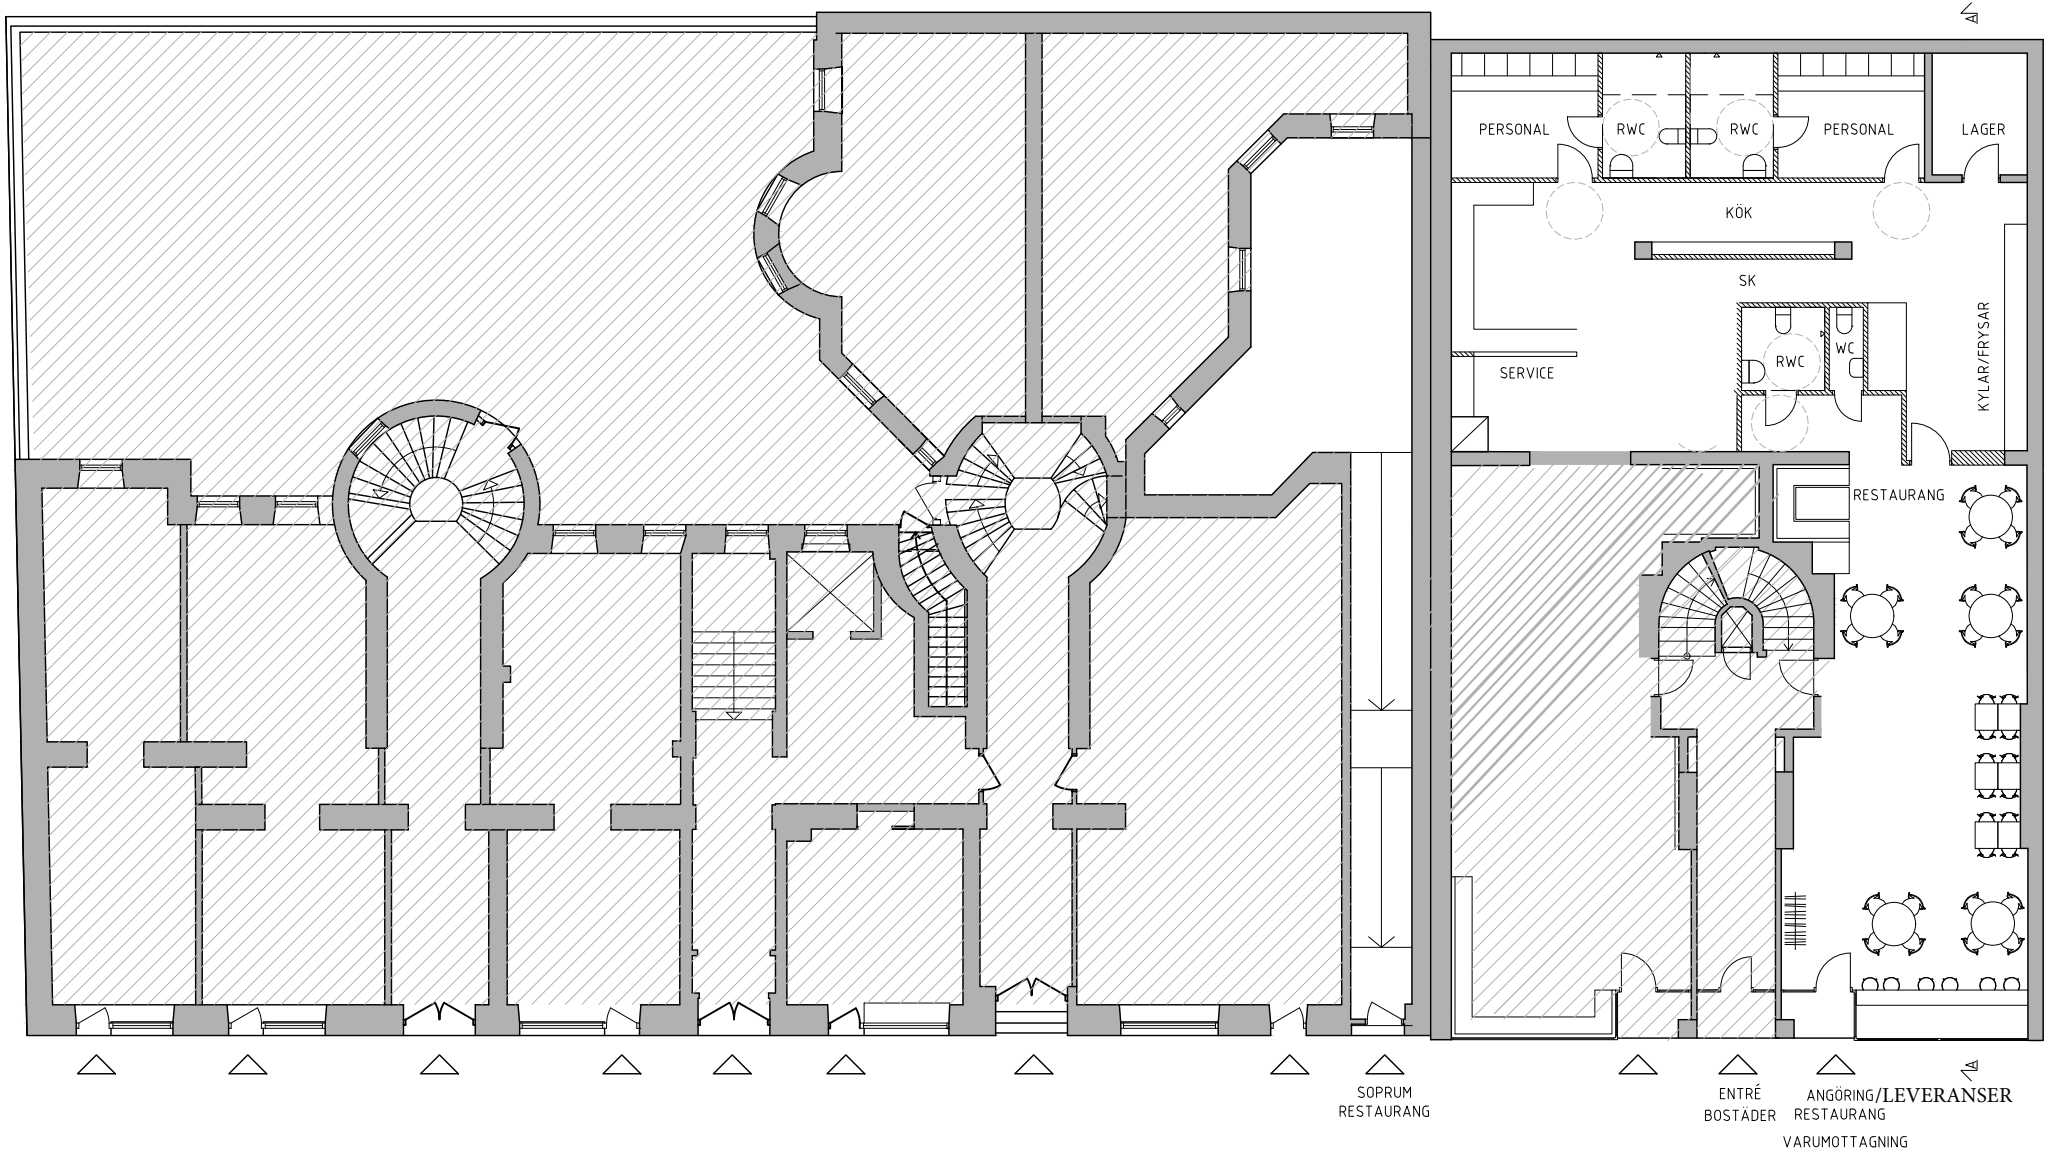 A
PERSONAL
RWC
RWC
PERSONAL
LAGER
KÖK
SK
KYLAR/FRYSAR
WC
RWC
SERVICE
RESTAURANG
A
SOPRUM
RESTAURANG
ENTRÉ
BOSTÄDER
ANGÖRING/LEVERANSER
RESTAURANG
VARUMOTTAGNING